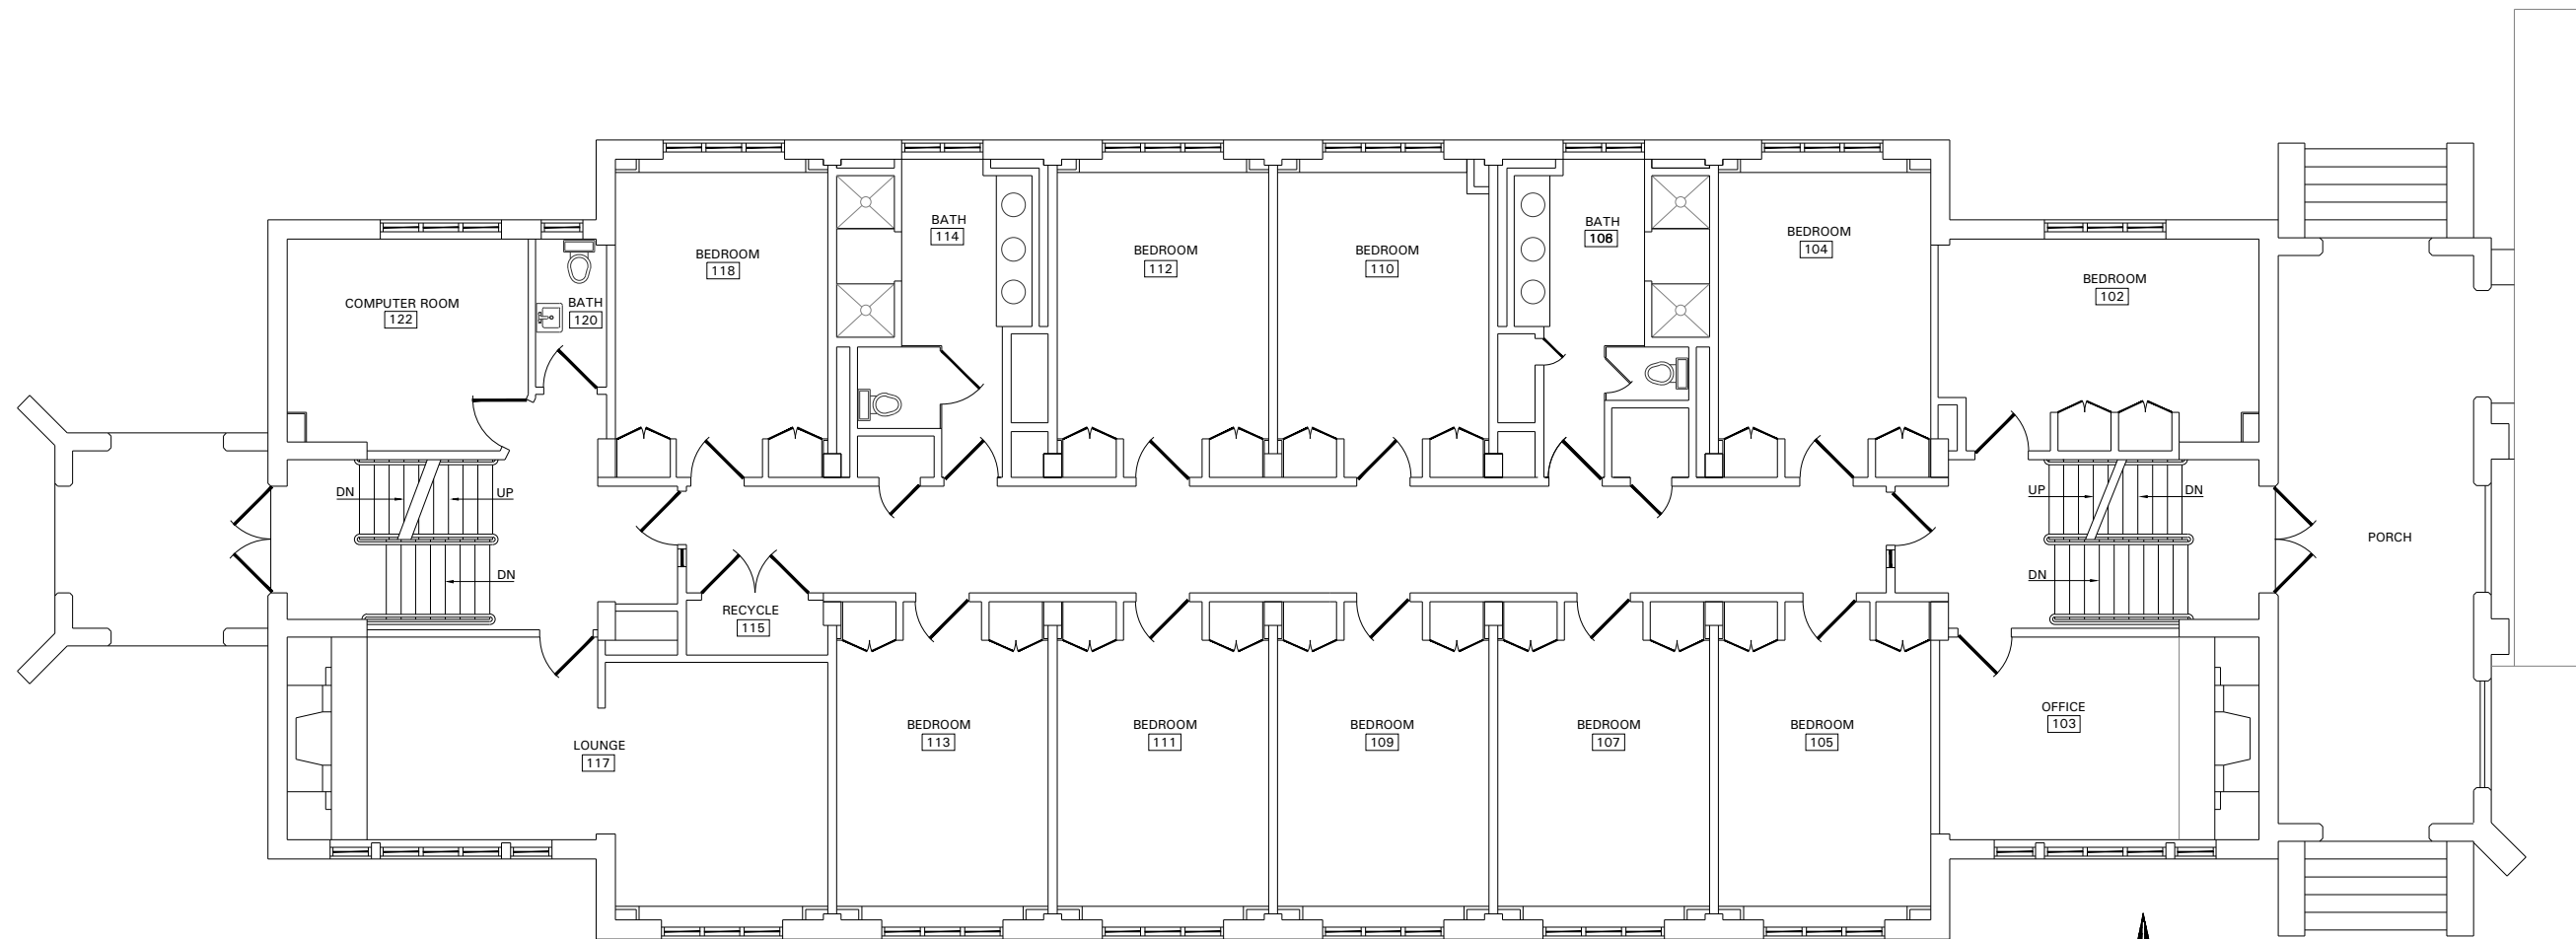 BATH
114
BATH
108
BEDROOM
104
BEDROOM
118
BEDROOM
112
BEDROOM
110
BEDROOM
102
COMPUTER ROOM
122
BATH
120
DN
UP
UP
DN
PORCH
DN
DN
RECYCLE
115
OFFICE
103
BEDROOM
113
BEDROOM
111
BEDROOM
109
BEDROOM
107
BEDROOM
105
LOUNGE
117